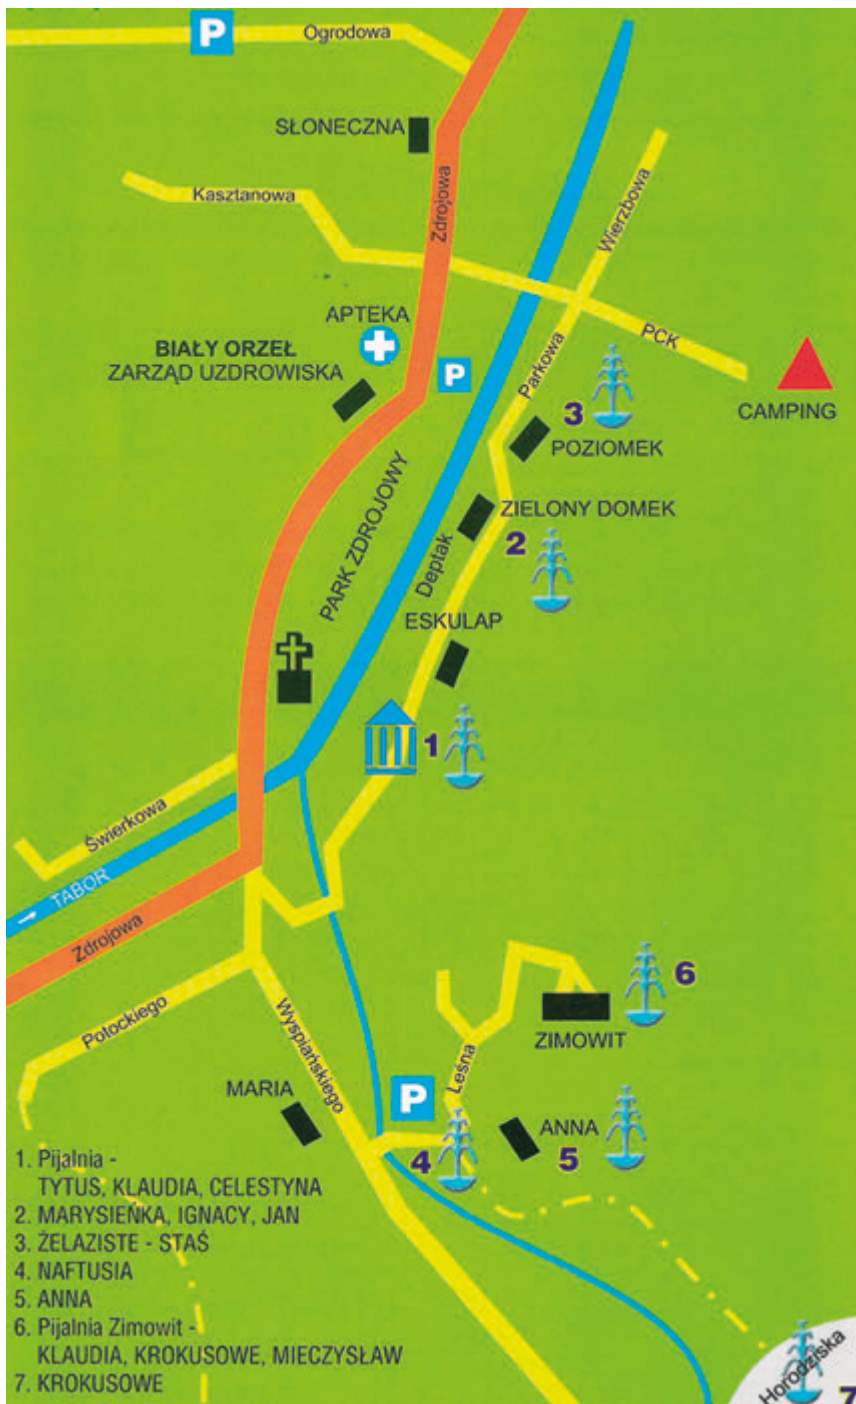 P
Ogrodowa
SŁONECZNA
Kasztanowa
Zdrojowa
Wierzbowa
APTEKA
BIAŁY ORZEŁ
ZARZĄD UZDROWISKA
P
PCK
Parkowa
CAMPING
3
POZIOMEK
PARK ZDROJOWY
ZIELONY DOMEK
Deptak
2
ESKULAP
1
Świerkowa
TABOR
Zdrojowa
6
Potockiego
Wyspiańskiego
ZIMOWIT
Leśna
MARIA
P
ANNA
4
5
1. Pijalnia -
TYTUS, KLAUDIA, CELESTYNA
2. MARYSIEŃKA, IGNACY, JAN
3. ŻELAZISTE - STAŚ
4. NAFTUSIA
5. ANNA
6. Pijalnia Zimowit -
KLAUDIA, KROKUSOWE, MIECZYSŁAW
7. KROKUSOWE
Horodziska
7